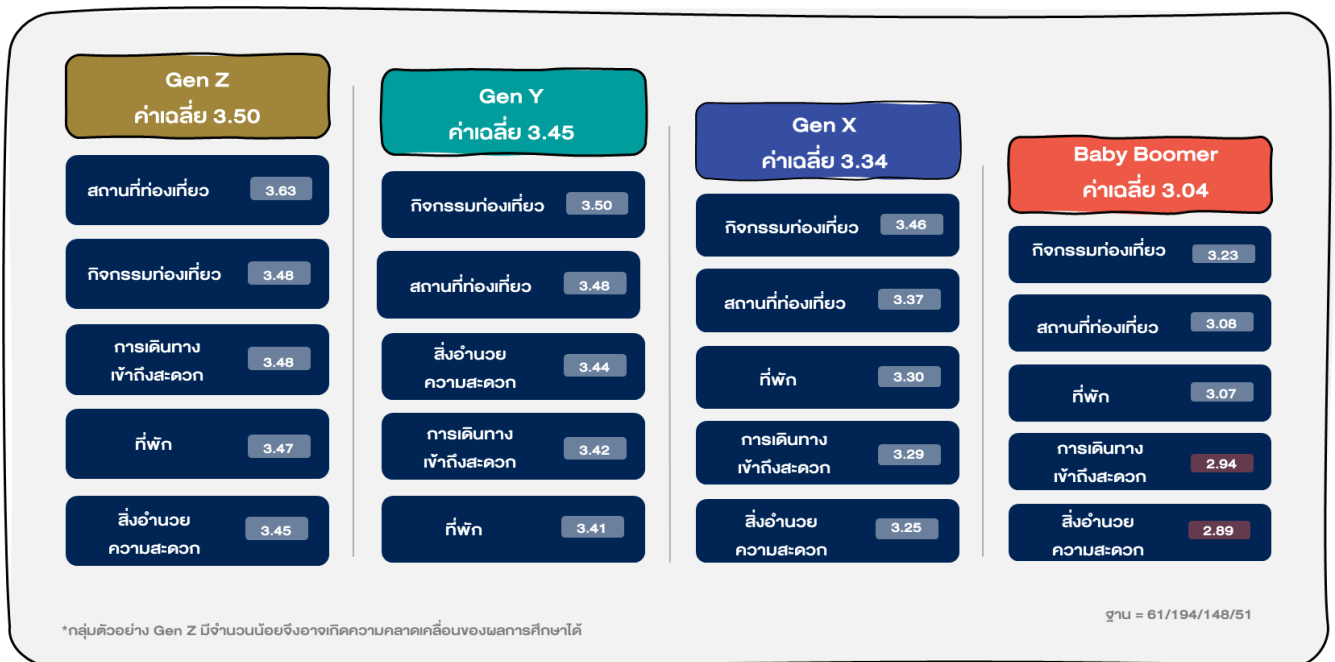 Gen Z
ค่าเฉลี่ย 3.50
สถานที่ท่องเที่ยว 3.63
กิจกรรมท่องเที่ยว 3.48
การเดินทาง
เข้าถึงสะดวก 3.48
ที่พัก 3.47
สิ่งอำนวย
ความสะดวก 3.45
Gen Y
ค่าเฉลี่ย 3.45
กิจกรรมท่องเที่ยว 3.50
สถานที่ท่องเที่ยว 3.48
สิ่งอำนวย
ความสะดวก 3.44
การเดินทาง
เข้าถึงสะดวก 3.42
ที่พัก 3.41
Gen X
ค่าเฉลี่ย 3.34
กิจกรรมท่องเที่ยว 3.46
สถานที่ท่องเที่ยว 3.37
ที่พัก 3.30
การเดินทาง
เข้าถึงสะดวก 3.29
สิ่งอำนวย
ความสะดวก 3.25
Baby Boomer
ค่าเฉลี่ย 3.04
กิจกรรมท่องเที่ยว 3.23
สถานที่ท่องเที่ยว 3.08
ที่พัก 3.07
การเดินทาง
เข้าถึงสะดวก 2.94
สิ่งอำนวย
ความสะดวก 2.89
ฐาน = 61/194/148/51
*กลุ่มตัวอย่าง Gen Z มีจำนวนน้อยจึงอาจเกิดความคลาดเคลื่อนของผลการศึกษาได้